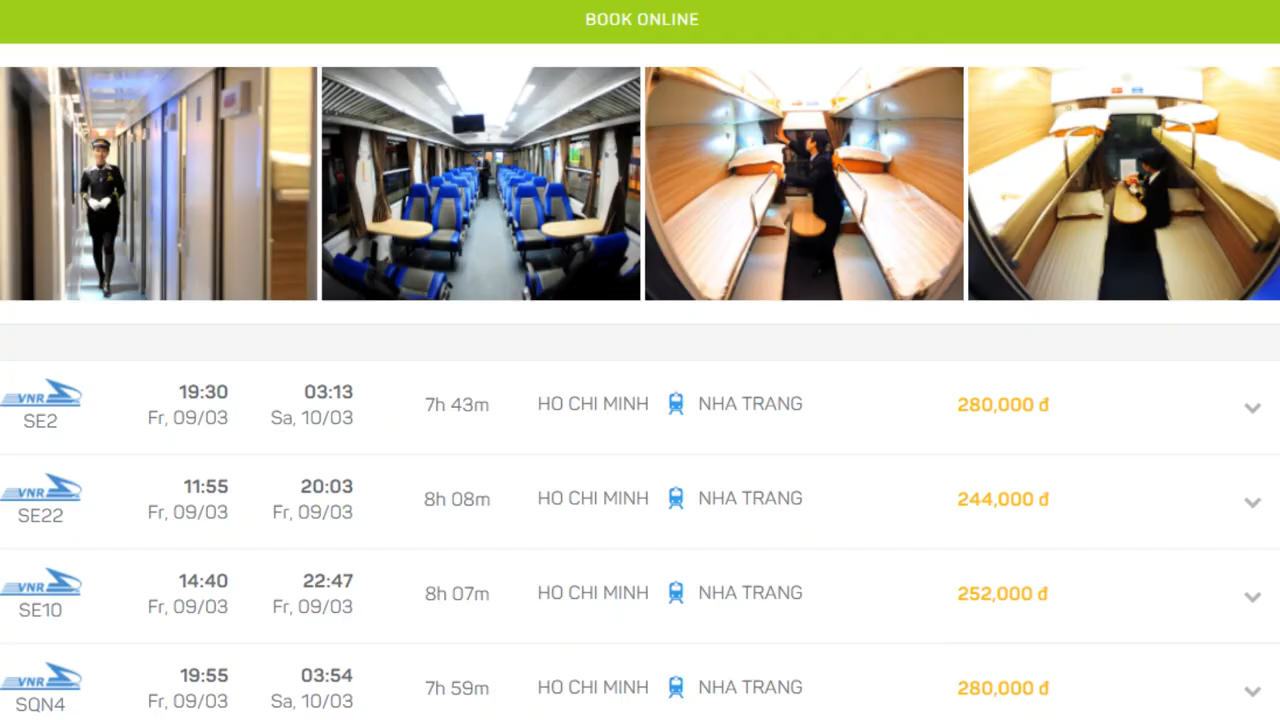 BOOK ONLINE
VNR 19:30 03:13
SE2 Fr, 09/03 Sa, 10/03 7h 43m HO CHI MINH NHA TRANG 280,000 đ
VNR 11:55 20:03
SE22 Fr, 09/03 Fr, 09/03 8h 08m HO CHI MINH NHA TRANG 244,000 đ
VNR 14:40 22:47
SE10 Fr, 09/03 Fr, 09/03 8h 07m HO CHI MINH NHA TRANG 252,000 đ
VNR 19:55 03:54
SQN4 Fr, 09/03 Sa, 10/03 7h 59m HO CHI MINH NHA TRANG 280,000 đ